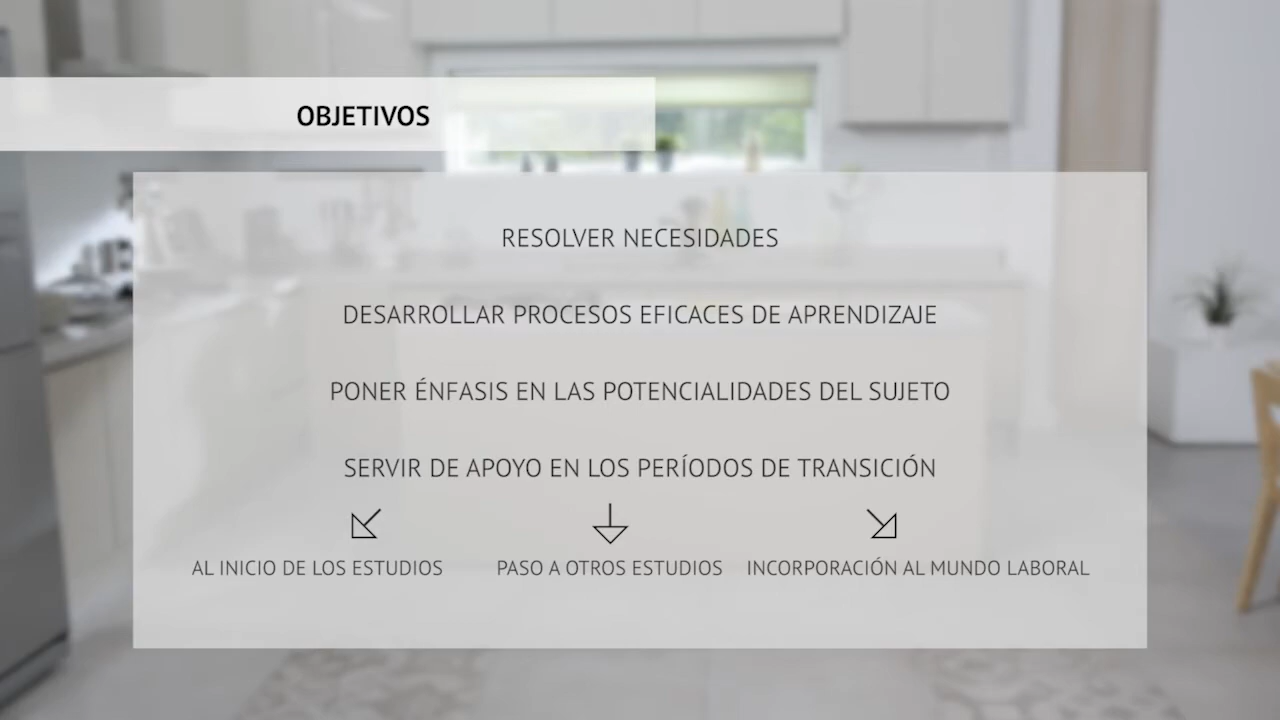 OBJETIVOS
RESOLVER NECESIDADES
DESARROLLAR PROCESOS EFICACES DE APRENDIZAJE
PONER ÉNFASIS EN LAS POTENCIALIDADES DEL SUJETO
SERVIR DE APOYO EN LOS PERÍODOS DE TRANSICIÓN
AL INICIO DE LOS ESTUDIOS
PASO A OTROS ESTUDIOS
INCORPORACIÓN AL MUNDO LABORAL